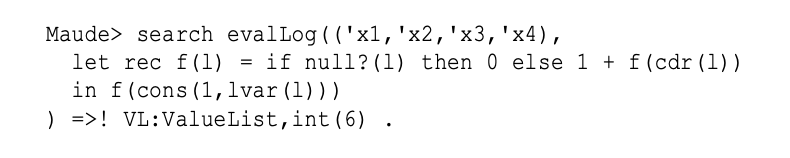 Maude> search evalLog(('x1,'x2,'x3,'x4),
let rec f(l) = if null?(l) then 0 else 1 + f(cdr(l))
in f(cons(1,lvar(l)))
) =>! VL:ValueList,int(6) .